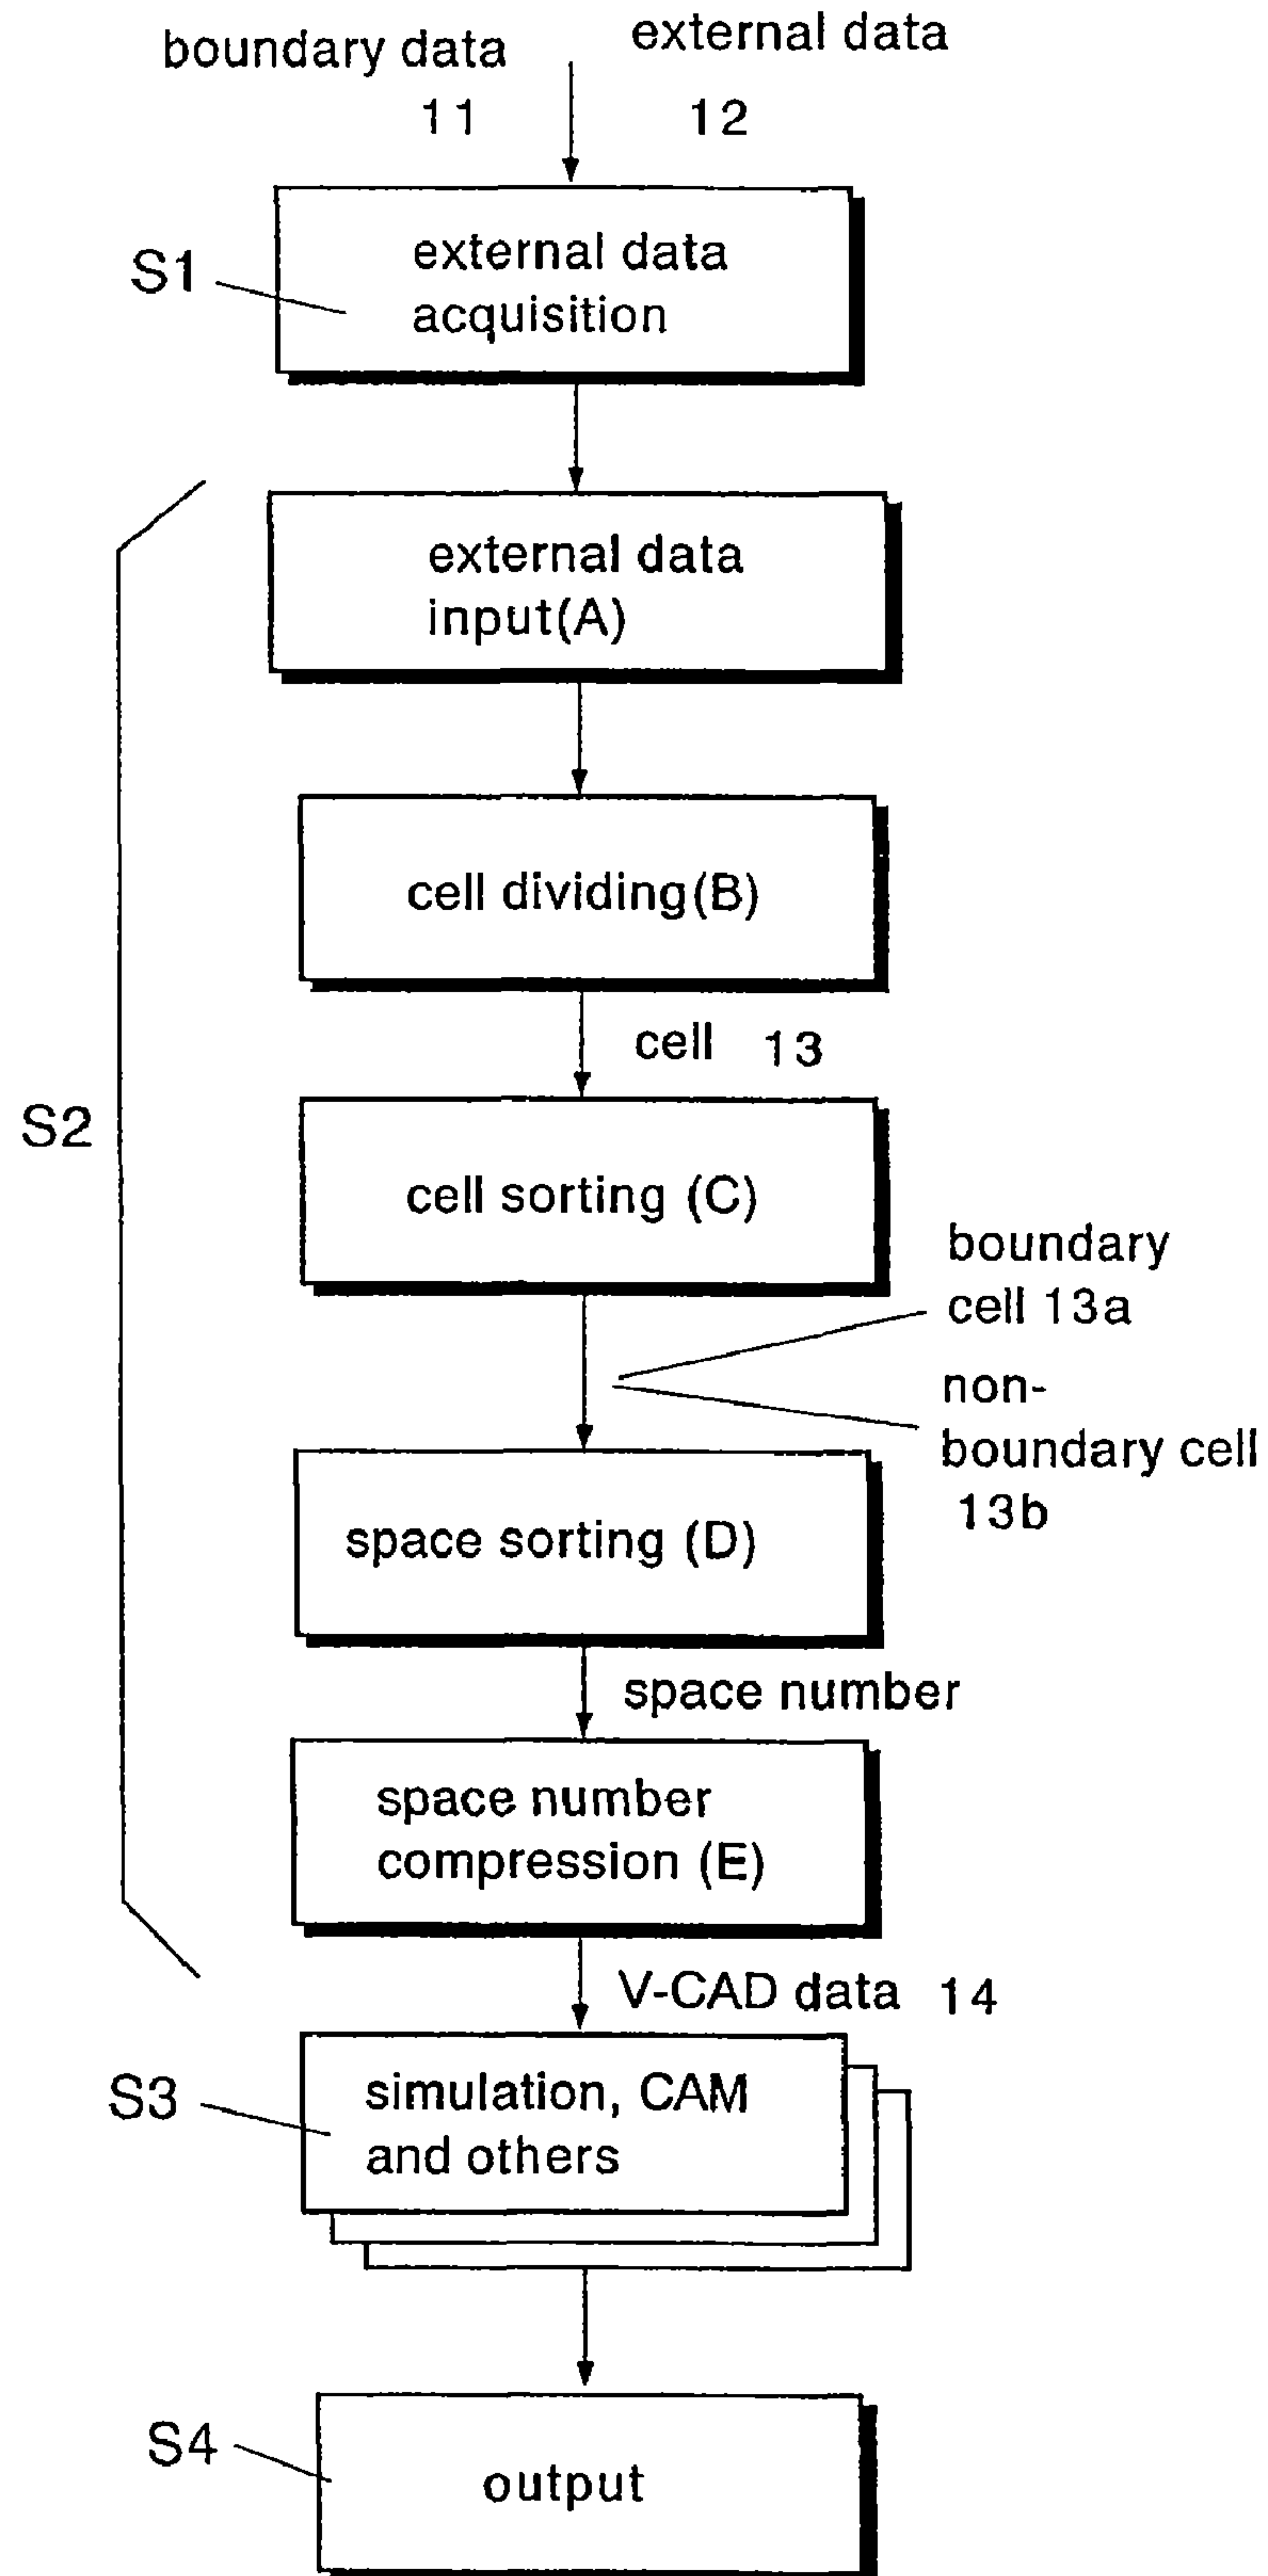 boundary data
11
external data
12
S1
external data
acquisition
S2
external data
input(A)
cell dividing(B)
cell 13
cell sorting (C)
boundary
cell 13a
non-
boundary cell
13b
space sorting (D)
space number
space number
compression (E)
V-CAD data 14
S3
simulation, CAM
and others
S4
output